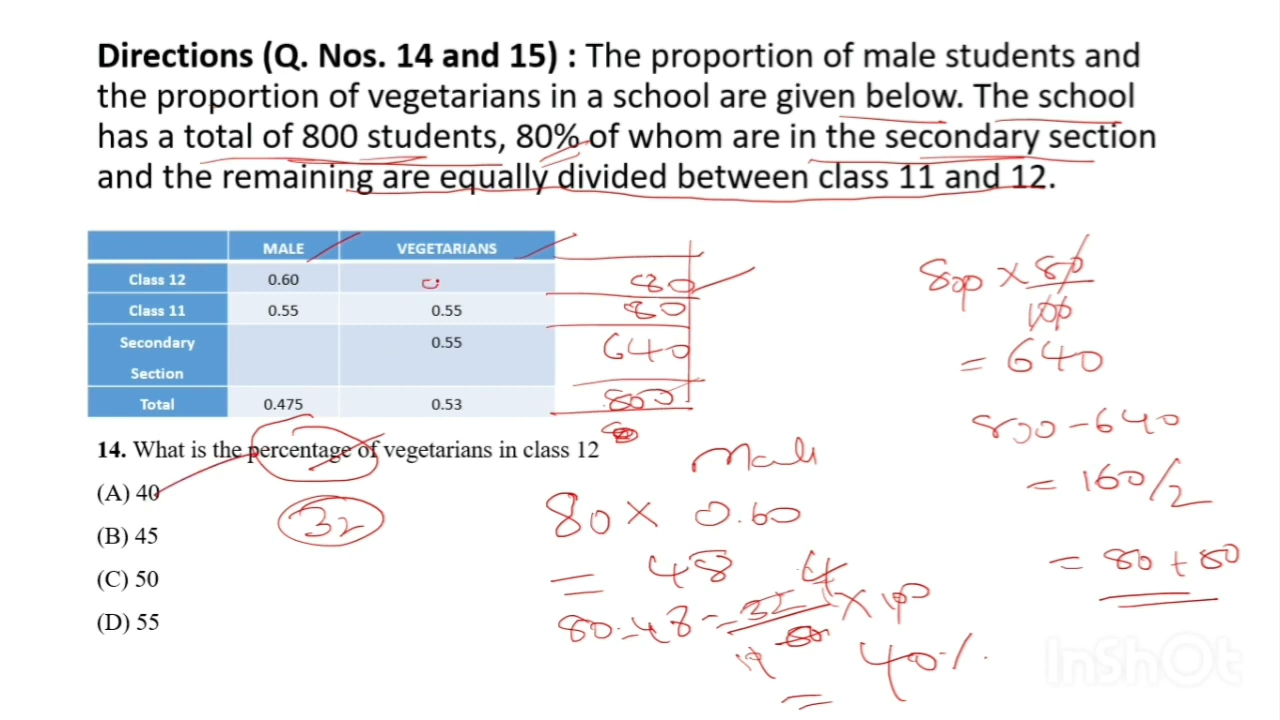 Directions (Q. Nos. 14 and 15) : The proportion of male students and
the proportion of vegetarians in a school are given below. The school
has a total of 800 students, 80% of whom are in the secondary section
and the remaining are equally divided between class 11 and 12.
MALE VEGETARIANS
Class 12 0.60 80
Class 11 0.55 0.55 80
Secondary 0.55 640
Section
Total 0.475 0.53 800
14. What is the percentage of vegetarians in class 12
(A) 40
(B) 45
(C) 50
(D) 55
32
80 × 0.60
= 48
80-48 = 32/80 × 100
= 40%
800 × 80/100
= 640
800-640
= 160/2
= 80+80
InShOt